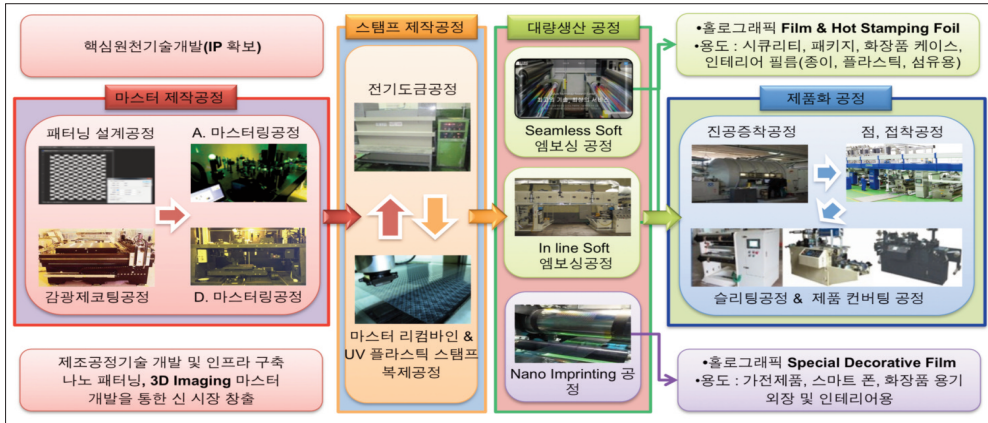 핵심원천기술개발(IP 확보)
마스터 제작공정
패터닝 설계공정
A. 마스터링공정
감광제코팅공정
D. 마스터링공정
제조공정기술 개발 및 인프라 구축
나노 패터닝, 3D Imaging 마스터
개발을 통한 신 시장 창출
스탬프 제작공정
전기도금공정
마스터 리컴바인 &
UV 플라스틱 스탬프
복제공정
대량생산 공정
Seamless Soft
엠보싱 공정
In line Soft
엠보싱공정
Nano Imprinting 공
정
•홀로그래픽 Film & Hot Stamping Foil
•용도 : 시큐리티, 패키지, 화장품 케이스,
인테리어 필름(종이, 플라스틱, 섬유용)
제품화 공정
진공증착공정
점, 접착공정
슬리팅공정 & 제품 컨버팅 공정
•홀로그래픽 Special Decorative Film
•용도 : 가전제품, 스마트 폰, 화장품 용기
외장 및 인테리어용